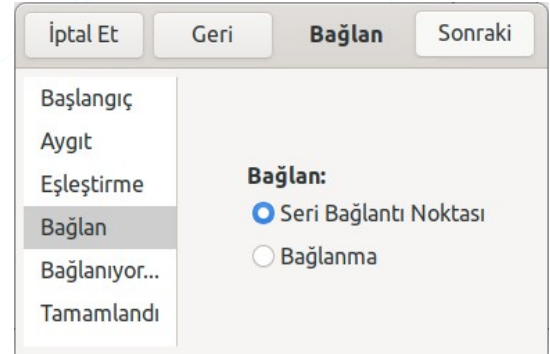 İptal Et Geri Bağlan Sonraki
Başlangıç
Aygıt
Eşleştirme
Bağlan
Bağlanıyor...
Tamamlandı
Bağlan:
Seri Bağlantı Noktası
Bağlanma